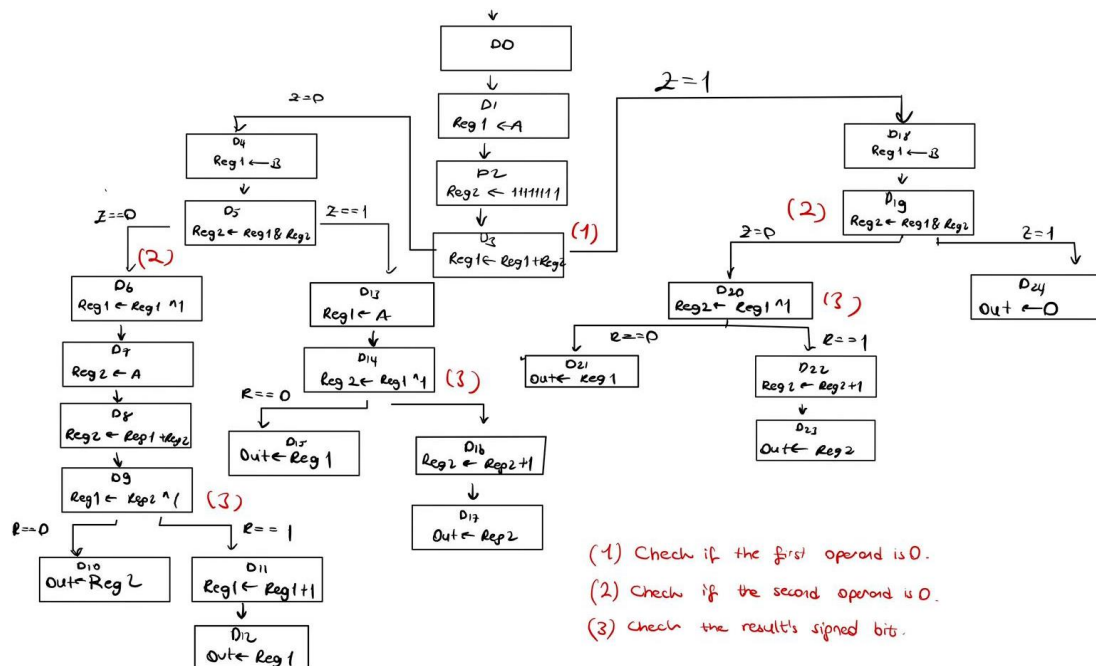 D0
Z=1
Z=0
D1
Reg1 ← A
D4
Reg1 ← B
D18
Reg1 ← B
D2
Reg2 ← 11111111
D5
Reg2 ← Reg1 & Reg2
Z==0
Z==1
(2)
D19
Reg2 ← Reg1 & Reg2
D3
Reg1 ← Reg1+Reg2
(1)
Z=0
Z=1
(2)
D6
Reg1 ← Reg1 ^1
D13
Reg1 ← A
D20
Reg2 ← Reg1 ^1
(3)
D24
Out ← 0
D7
Reg2 ← A
D14
Reg2 ← Reg1 ^1
(3)
R==0
R==1
D21
Out ← Reg1
D22
Reg2 ← Reg2+1
D8
Reg2 ← Reg1+Reg2
R==0
D15
Out ← Reg1
D16
Reg2 ← Reg2+1
D23
Out ← Reg2
D9
Reg1 ← Reg2 ^1
(3)
D17
Out ← Reg2
R==0
R==1
D10
Out ← Reg2
D11
Reg1 ← Reg1+1
D12
Out ← Reg1
(1) Check if the first operand is 0.
(2) Check if the second operand is 0.
(3) Check the result's signed bit.